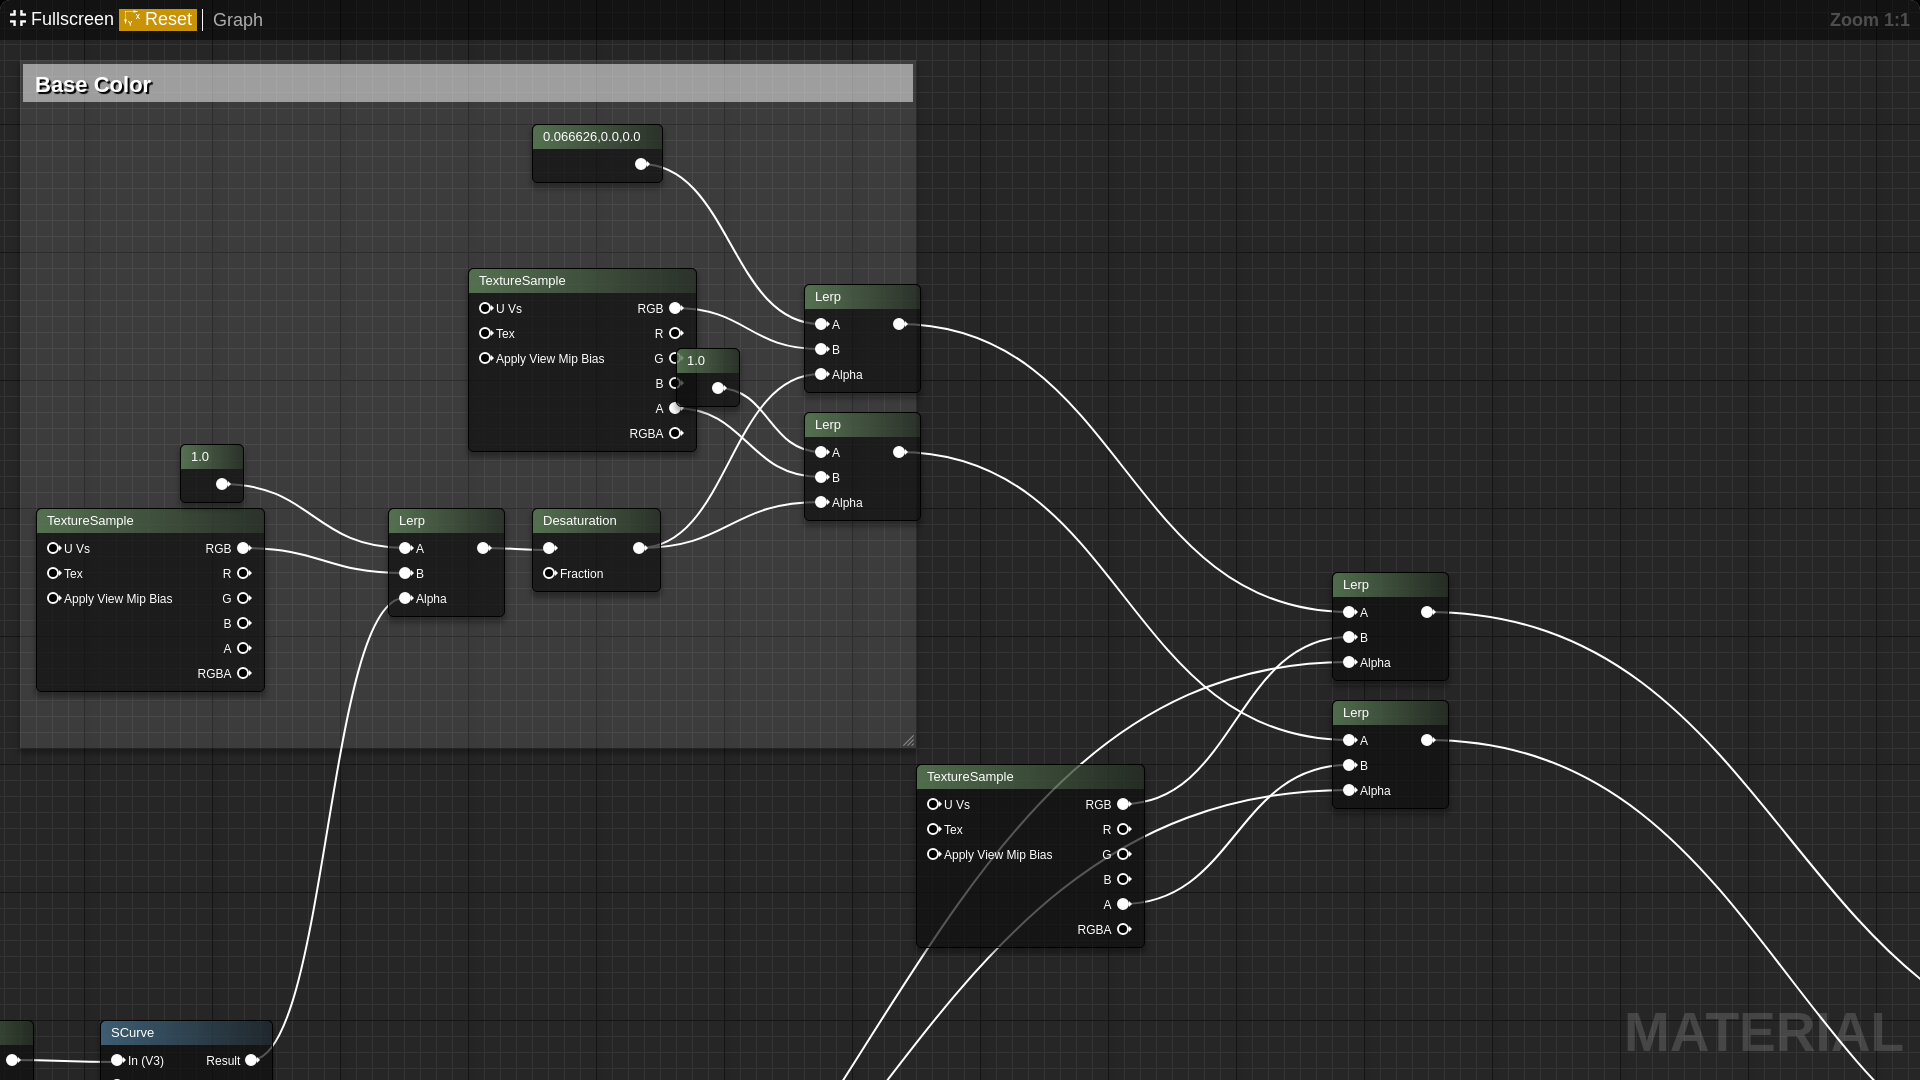 Fullscreen Reset Graph Zoom 1:1
Base Color
0.066626,0.0,0.0
TextureSample
U Vs RGB
Tex R
Apply View Mip Bias G
B
A
RGBA
1.0
Lerp
A
B
Alpha
Lerp
A
B
Alpha
1.0
TextureSample
U Vs RGB
Tex R
Apply View Mip Bias G
B
A
RGBA
Lerp
A
B
Alpha
Desaturation
Fraction
Lerp
A
B
Alpha
Lerp
A
B
Alpha
TextureSample
U Vs RGB
Tex R
Apply View Mip Bias G
B
A
RGBA
SCurve
In (V3) Result
MATERIAL